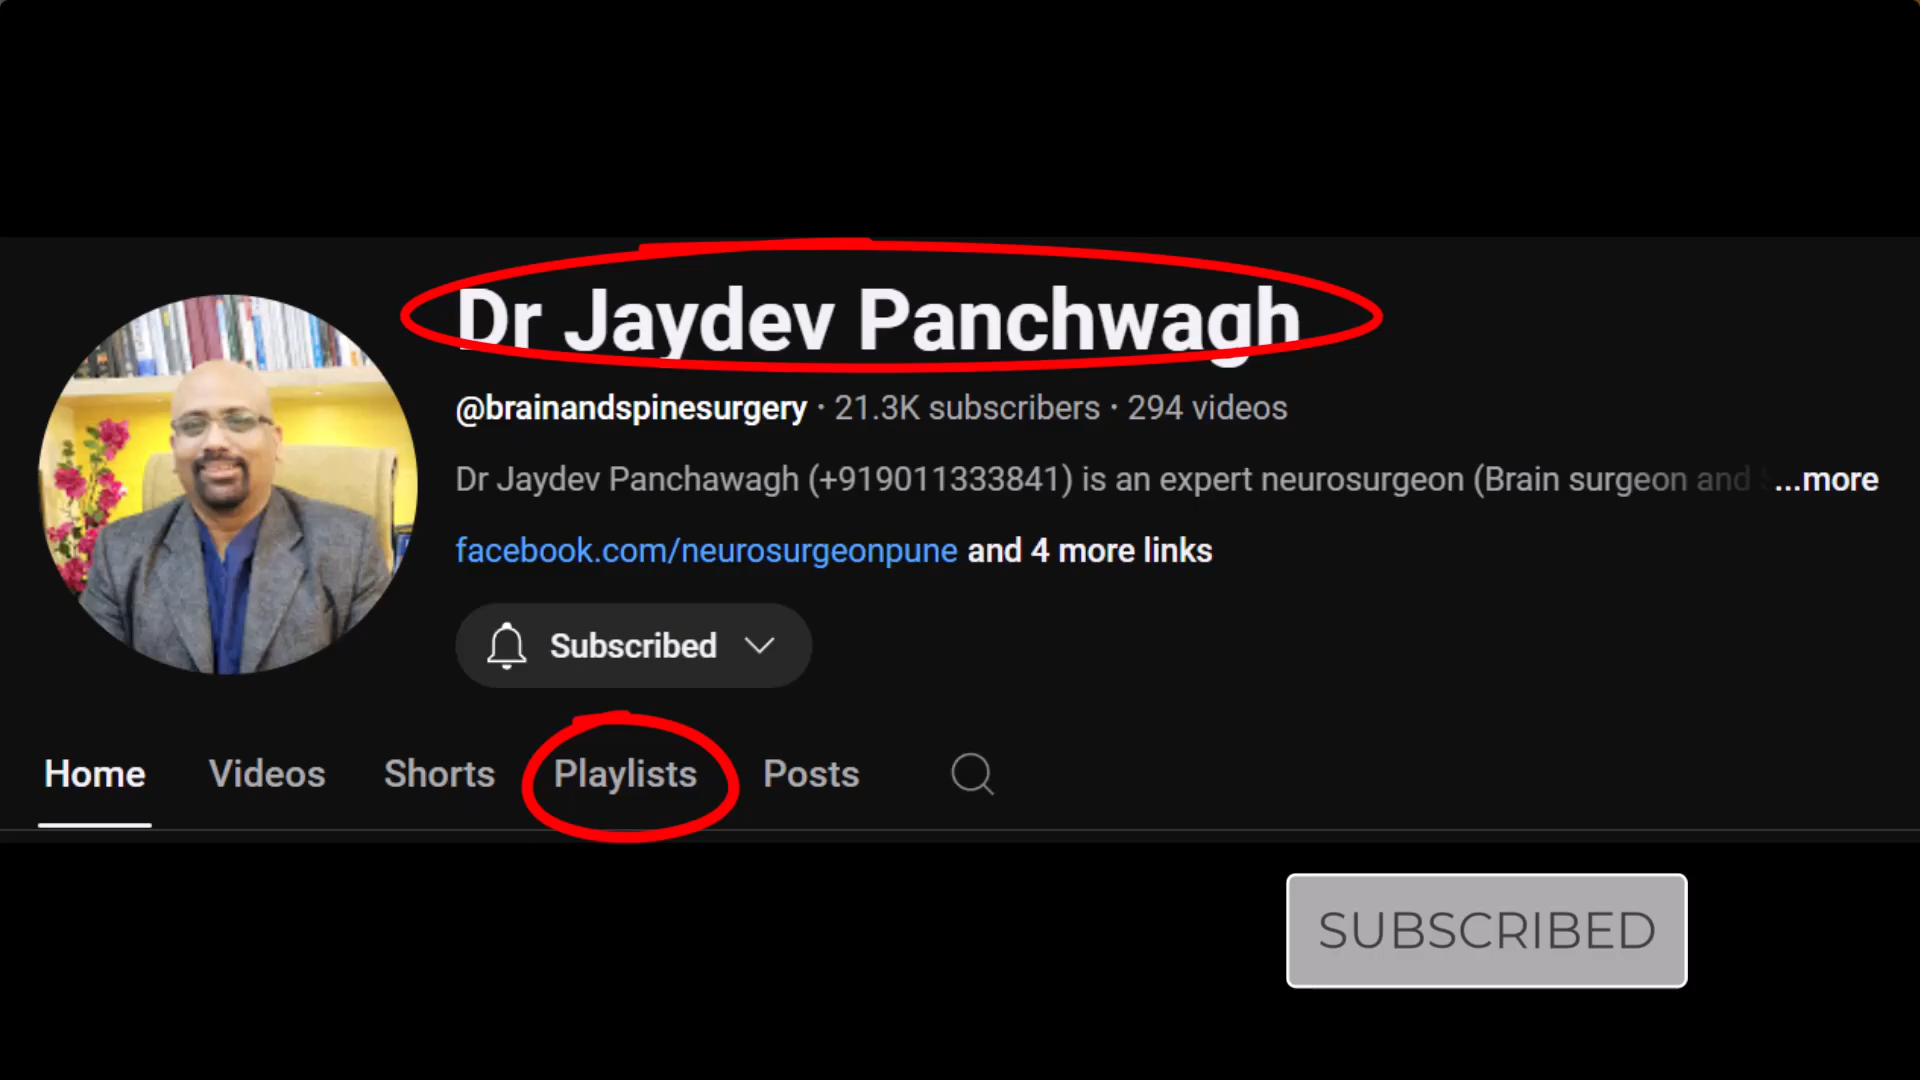 Dr Jaydev Panchwagh
@brainandspinesurgery · 21.3K subscribers · 294 videos
Dr Jaydev Panchawagh (+919011333841) is an expert neurosurgeon (Brain surgeon and ...more
facebook.com/neurosurgeonpune and 4 more links
Subscribed
Home Videos Shorts Playlists Posts
SUBSCRIBED